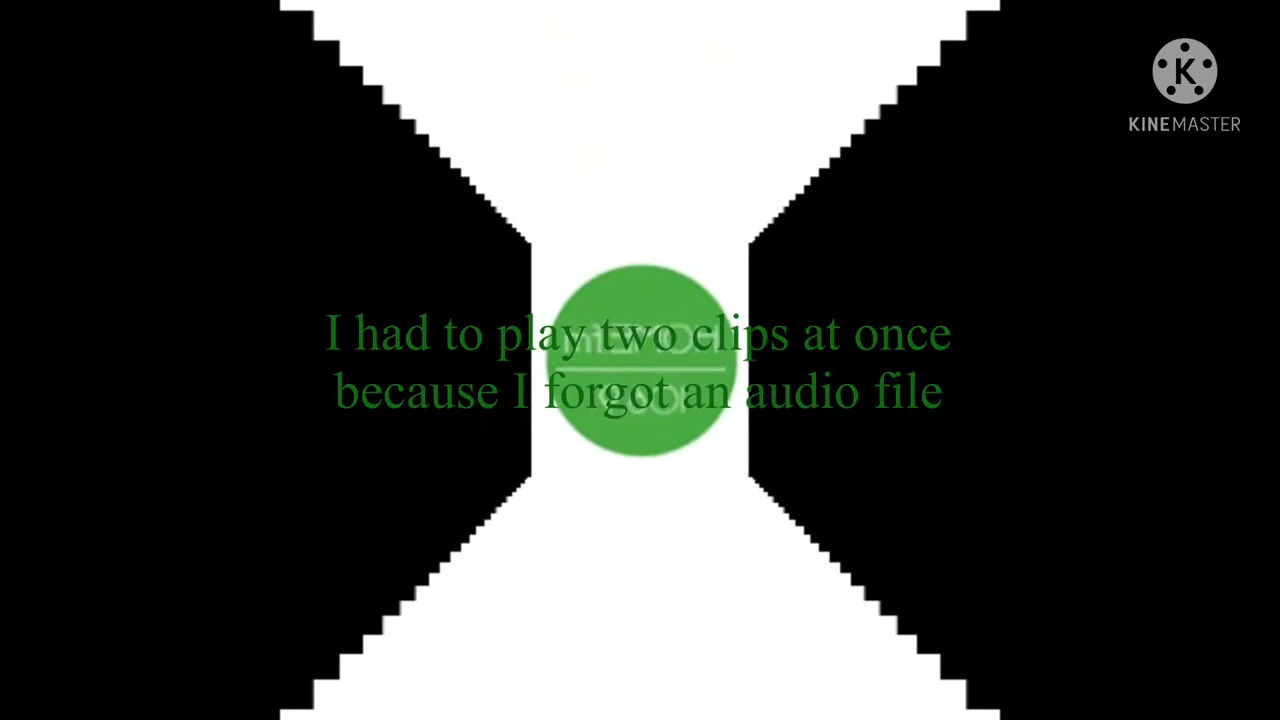 KINEMASTER
I had to play two clips at once
because I forgot an audio file